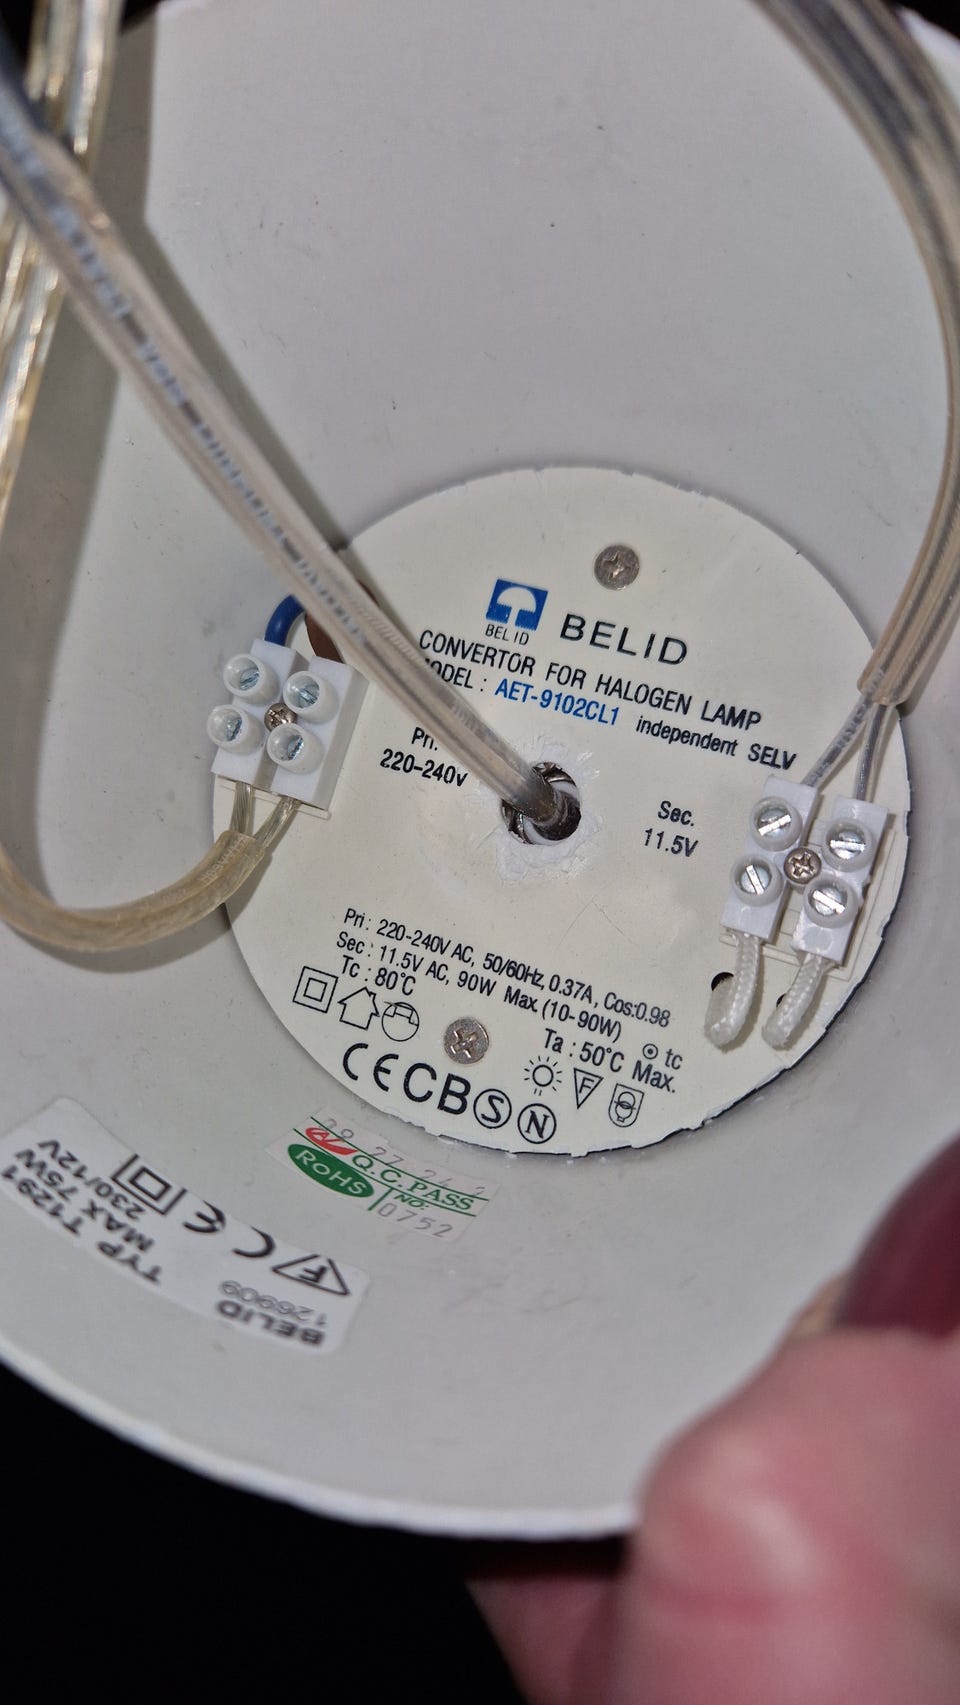 BELID
BELID
CONVERTOR FOR HALOGEN LAMP
MODEL : AET-9102CL1 independent SELV
Pri.
220-240V
Sec.
11.5V
Pri : 220-240V AC, 50/60Hz, 0.37A, Cos:0.98
Sec : 11.5V AC, 90W Max (10-90W)
Tc : 80°C
tc
Ta : 50°C Max.
CE CB S N
F
Q.C. PASS
RoHS
NO:
0752
BELID
126909
TYP T1291
MAX 75W
230/12V
CE F